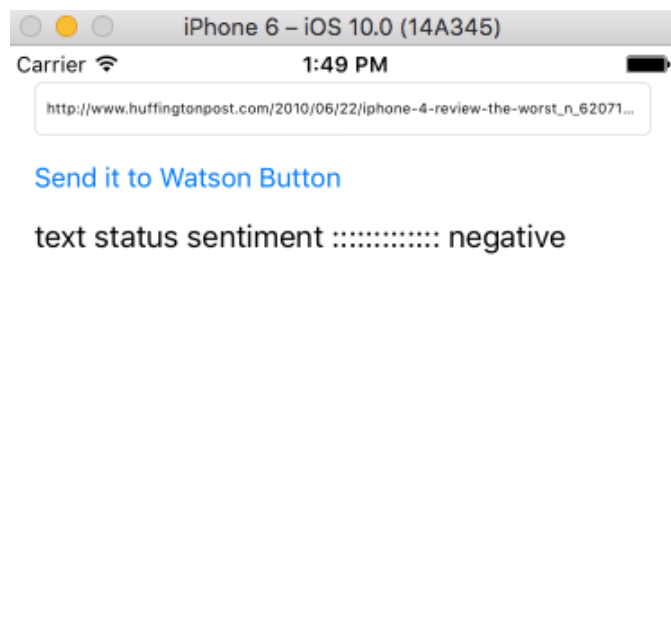 iPhone 6 – iOS 10.0 (14A345)
Carrier 1:49 PM
http://www.huffingtonpost.com/2010/06/22/iphone-4-review-the-worst_n_62071...
Send it to Watson Button
text status sentiment ::::::::::::: negative